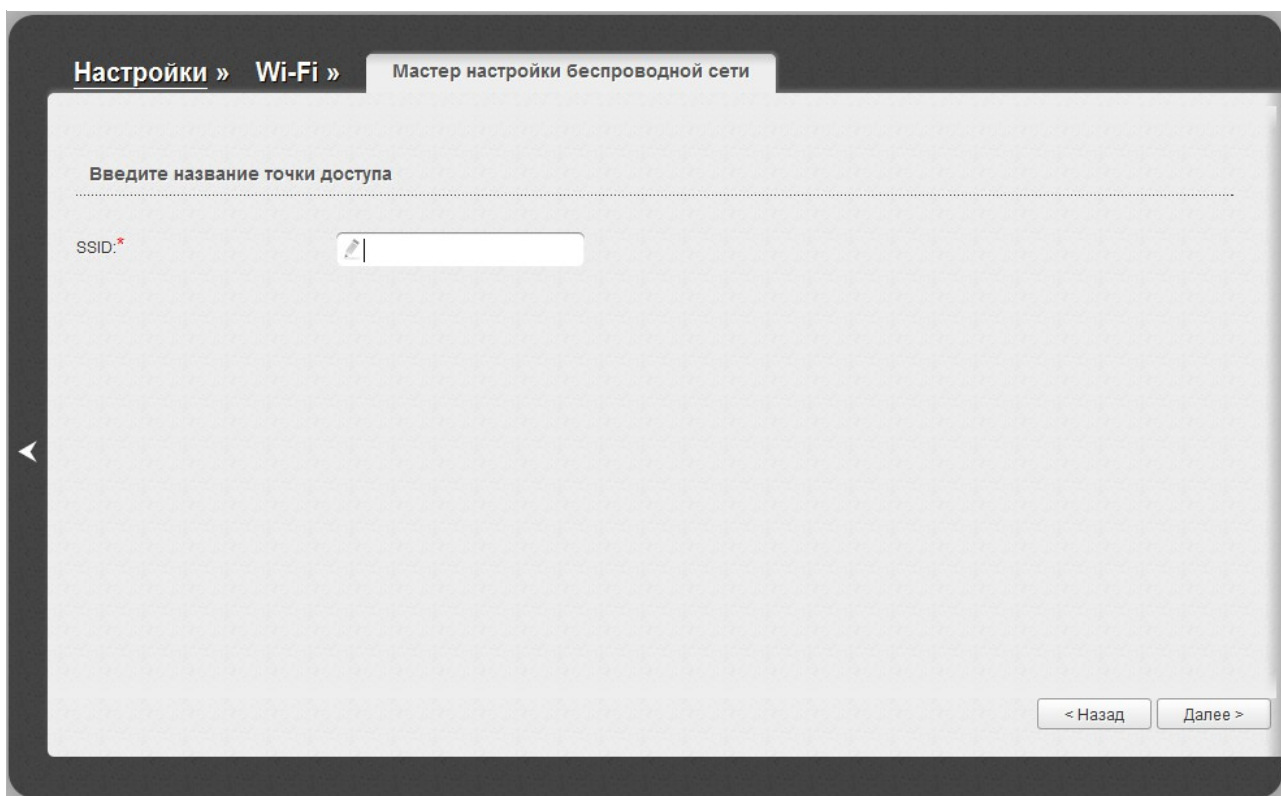 Настройки » Wi-Fi » Мастер настройки беспроводной сети
Введите название точки доступа
SSID:*
< Назад Далее >